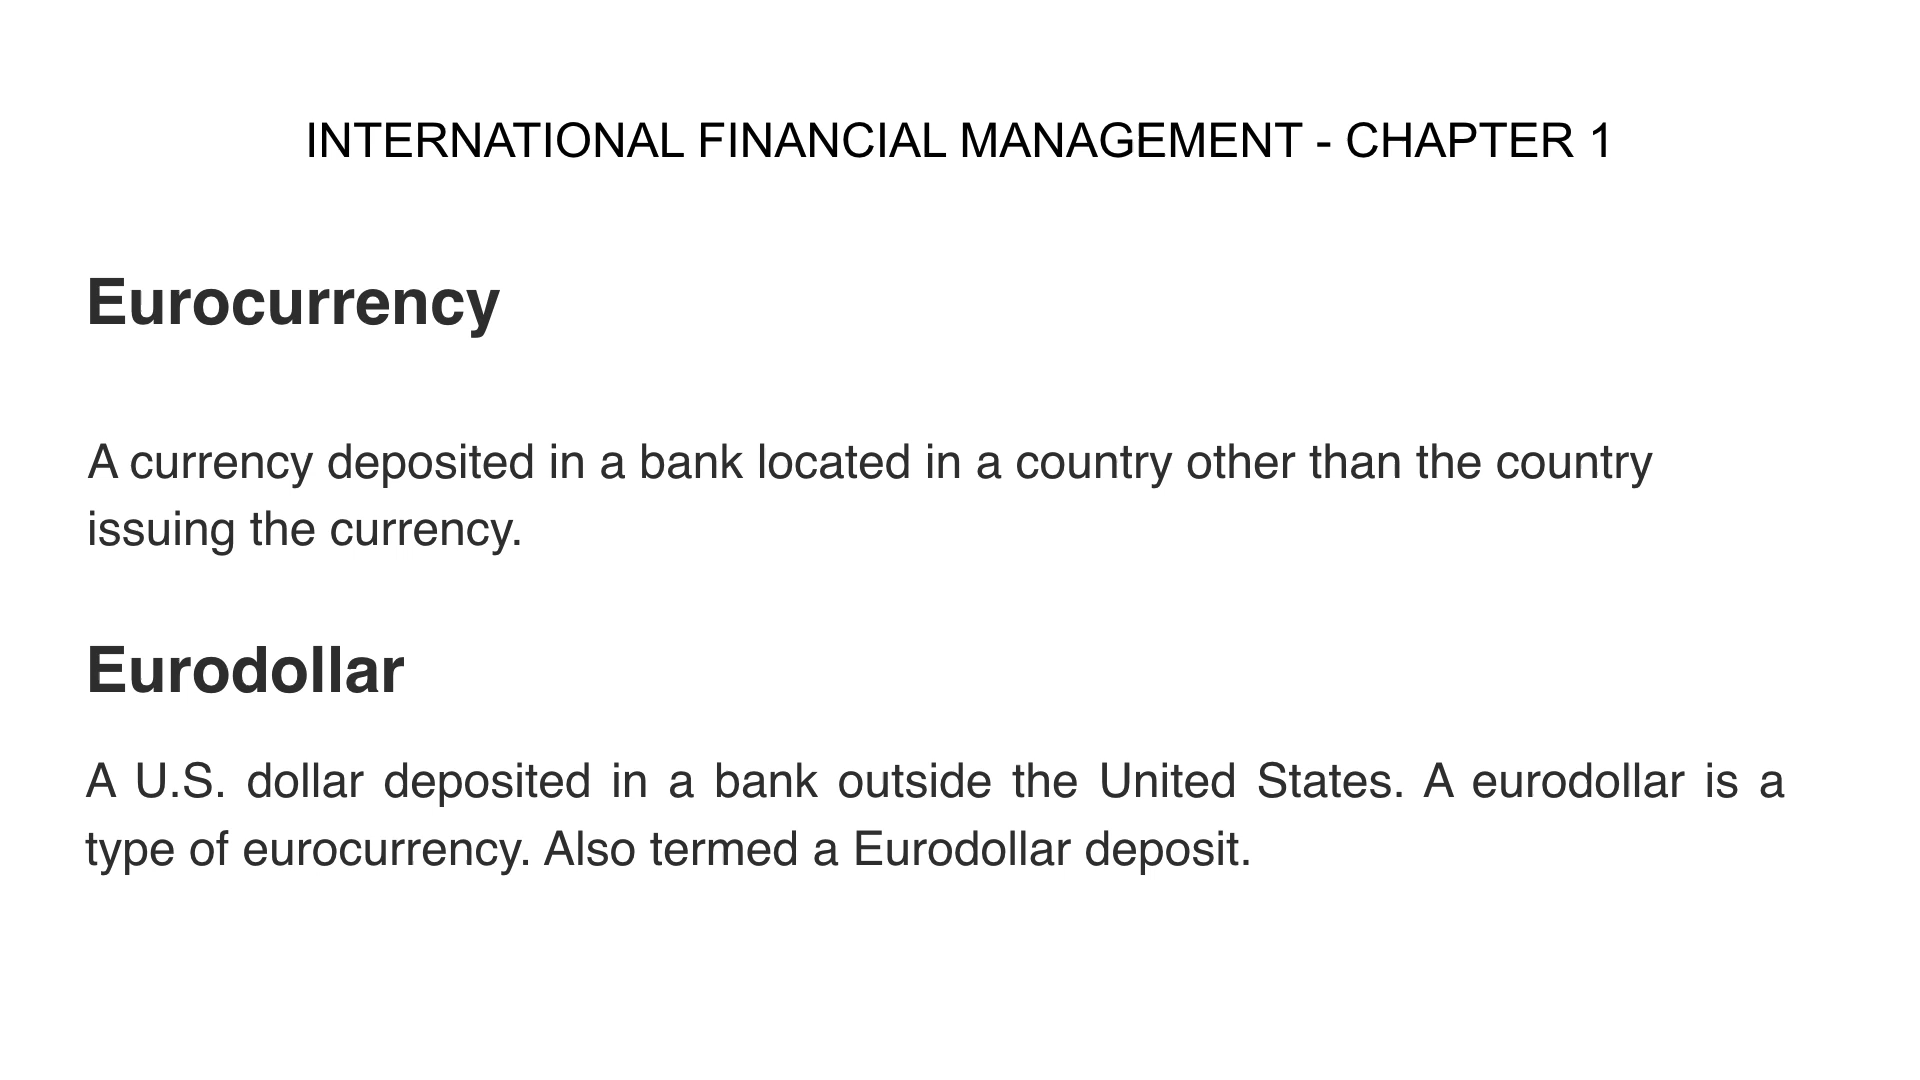 INTERNATIONAL FINANCIAL MANAGEMENT - CHAPTER 1
Eurocurrency
A currency deposited in a bank located in a country other than the country
issuing the currency.
Eurodollar
A U.S. dollar deposited in a bank outside the United States. A eurodollar is a
type of eurocurrency. Also termed a Eurodollar deposit.